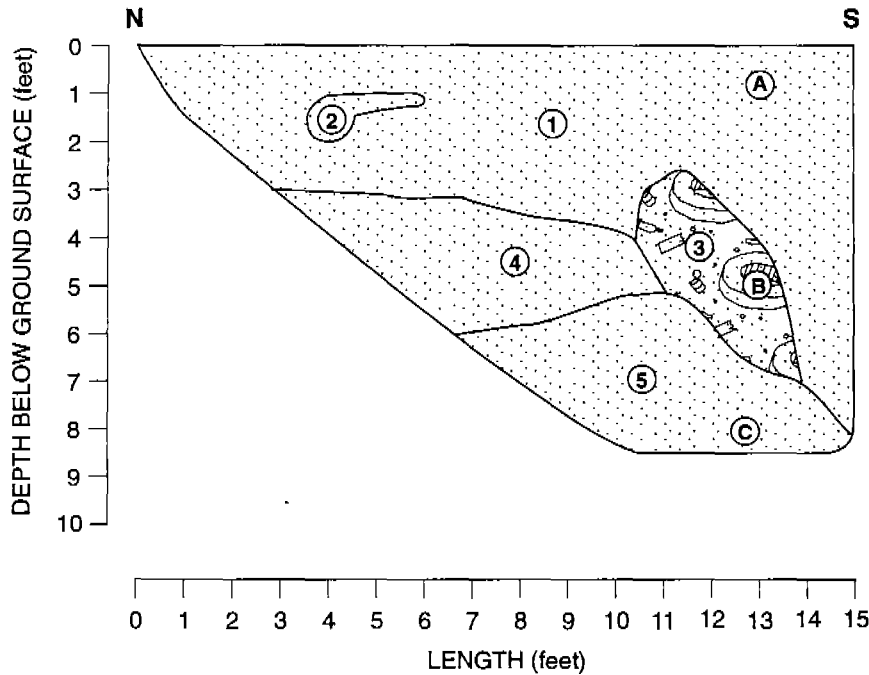 N
S
DEPTH BELOW GROUND SURFACE (feet)
0
1
2
3
4
5
6
7
8
9
10
A
1
2
3
4
B
5
C
0 1 2 3 4 5 6 7 8 9 10 11 12 13 14 15
LENGTH (feet)